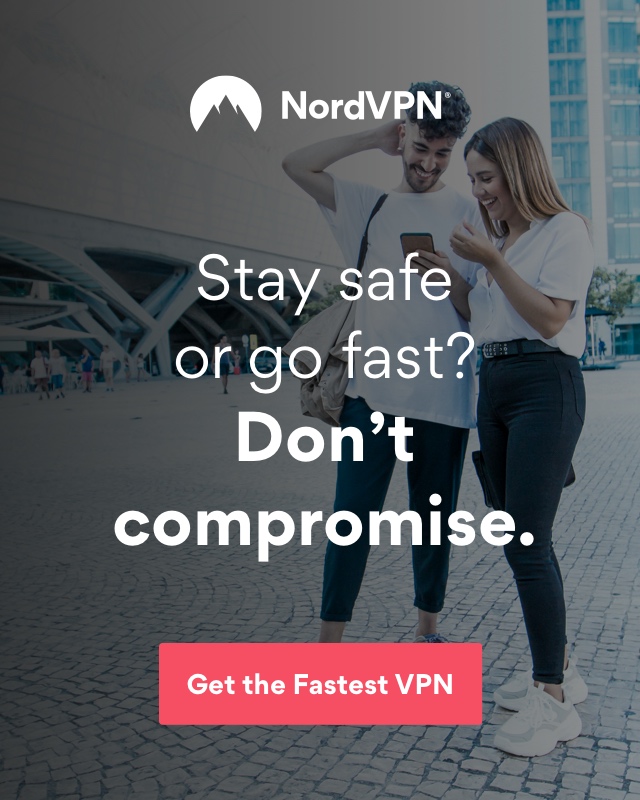 NordVPN®
Stay safe
or go fast?
Don't
compromise.
Get the Fastest VPN